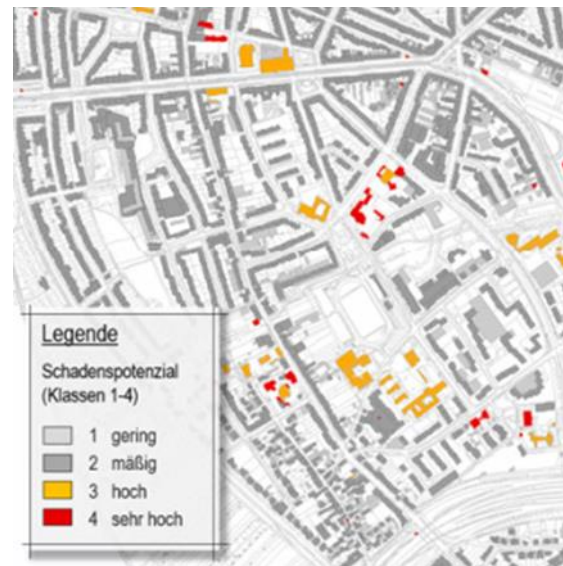 Legende
Schadenspotenzial
(Klassen 1-4)
1 gering
2 mäßig
3 hoch
4 sehr hoch